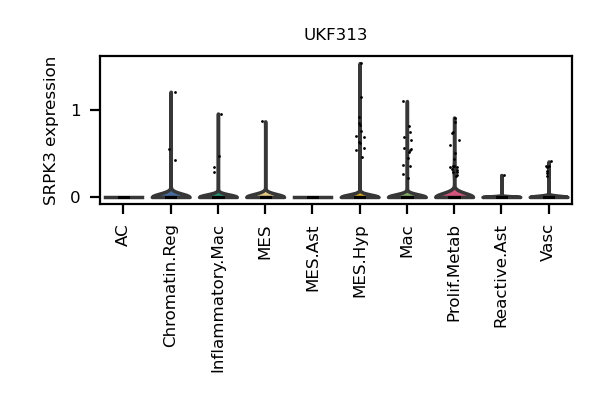 UKF313
SRPK3 expression
1
0
AC
Chromatin.Reg
Inflammatory.Mac
MES
MES.Ast
MES.Hyp
Mac
Prolif.Metab
Reactive.Ast
Vasc